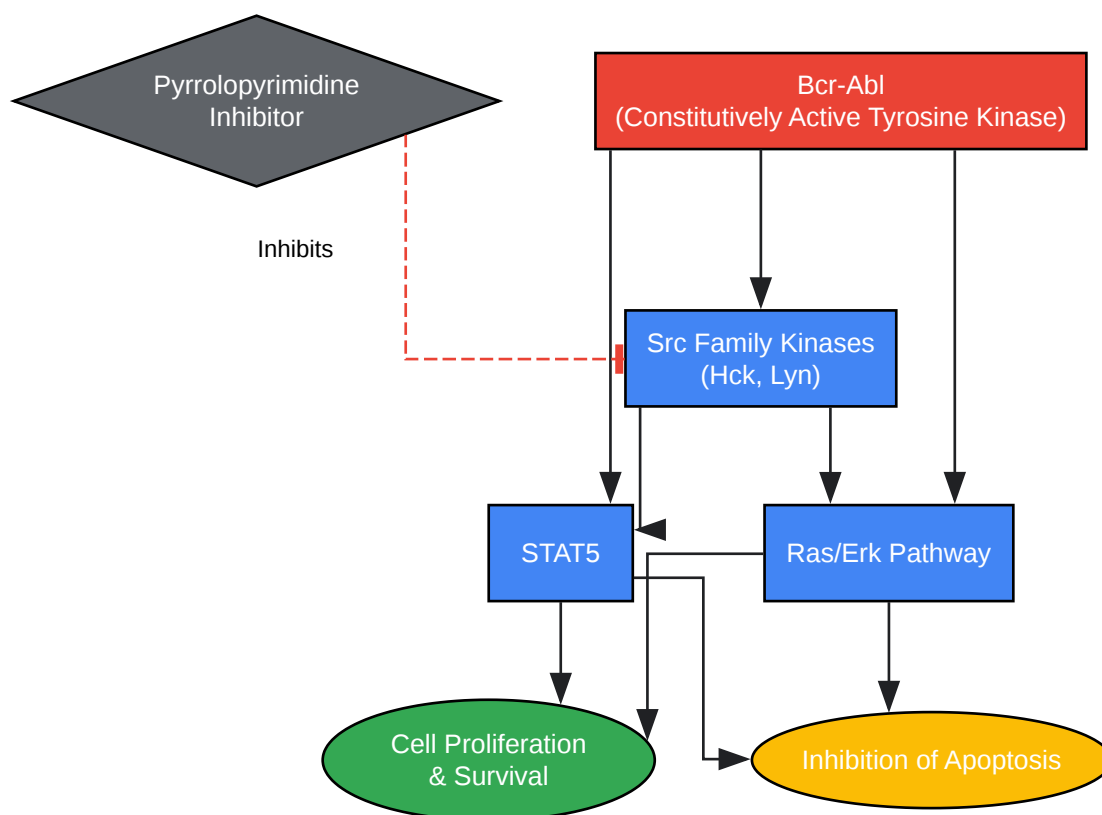 Pyrrolopyrimidine
Inhibitor
Bcr-Abl
(Constitutively Active Tyrosine Kinase)
Inhibits
Src Family Kinases
(Hck, Lyn)
STAT5
Ras/Erk Pathway
Cell Proliferation
& Survival
Inhibition of Apoptosis